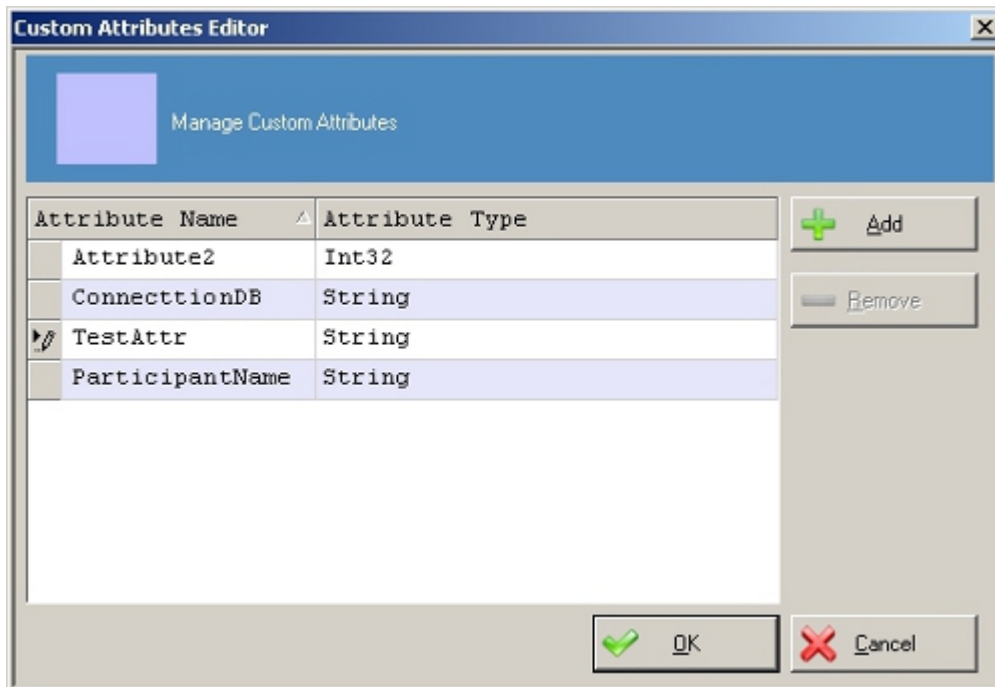 Custom Attributes Editor
Manage Custom Attributes
Attribute Name Attribute Type
Attribute2 Int32
ConnecttionDB String
TestAttr String
ParticipantName String
Add
Remove
OK Cancel